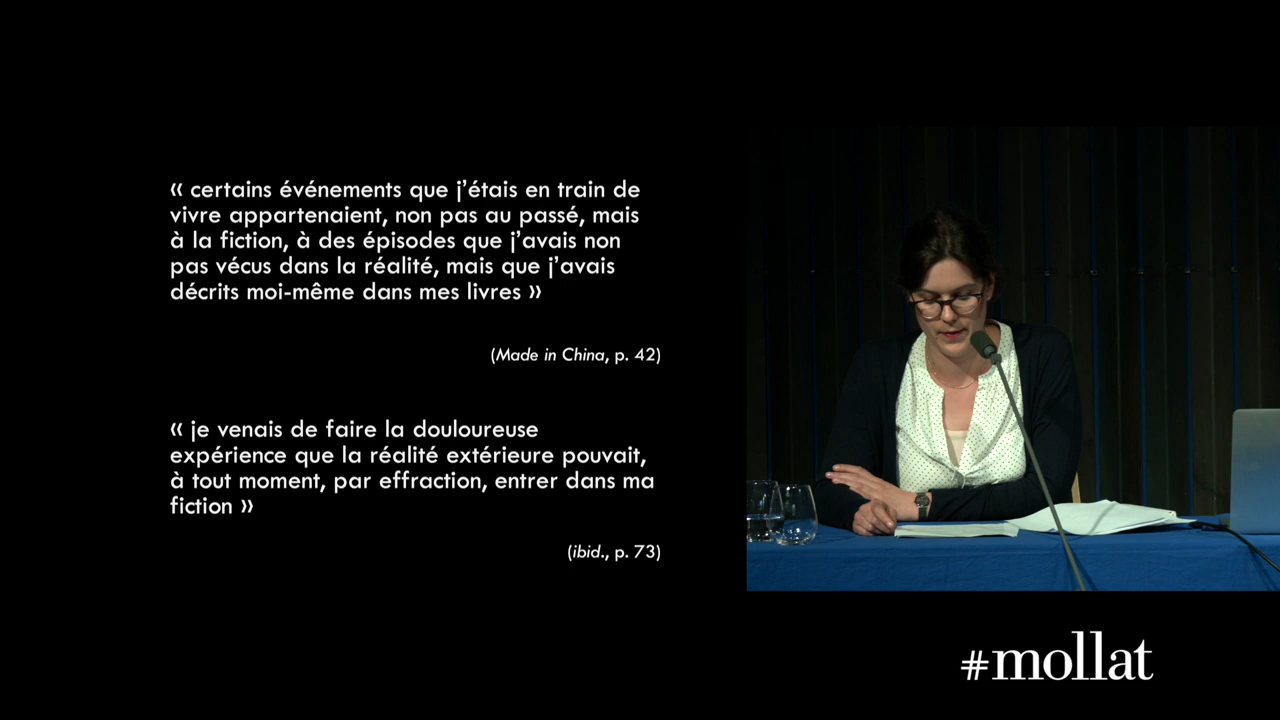 « certains événements que j’étais en train de
vivre appartenaient, non pas au passé, mais
à la fiction, à des épisodes que j’avais non
pas vécus dans la réalité, mais que j’avais
décrits moi-même dans mes livres »
(Made in China, p. 42)
« je venais de faire la douloureuse
expérience que la réalité extérieure pouvait,
à tout moment, par effraction, entrer dans ma
fiction »
(ibid., p. 73)
#mollat